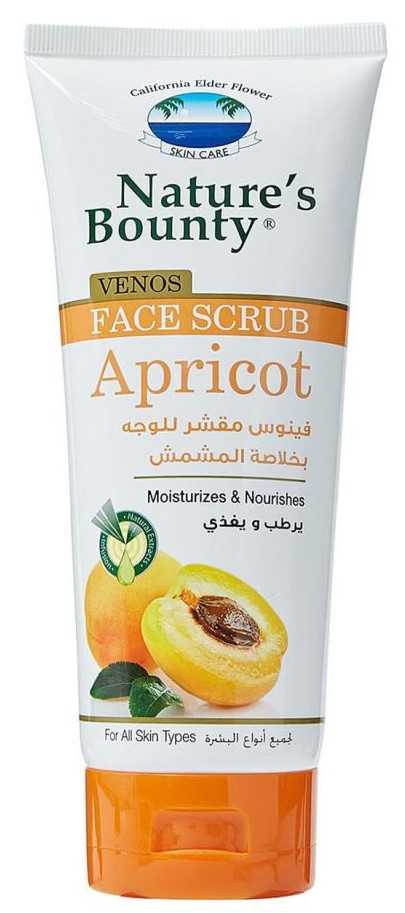 California Elder Flower
SKIN CARE
Nature's
Bounty®
VENOS
FACE SCRUB
Apricot
فينوس مقشر للوجه
بخلاصة المشمش
Moisturizes & Nourishes
يرطب و يغذي
Natural Extracts
For All Skin Types لجميع أنواع البشرة